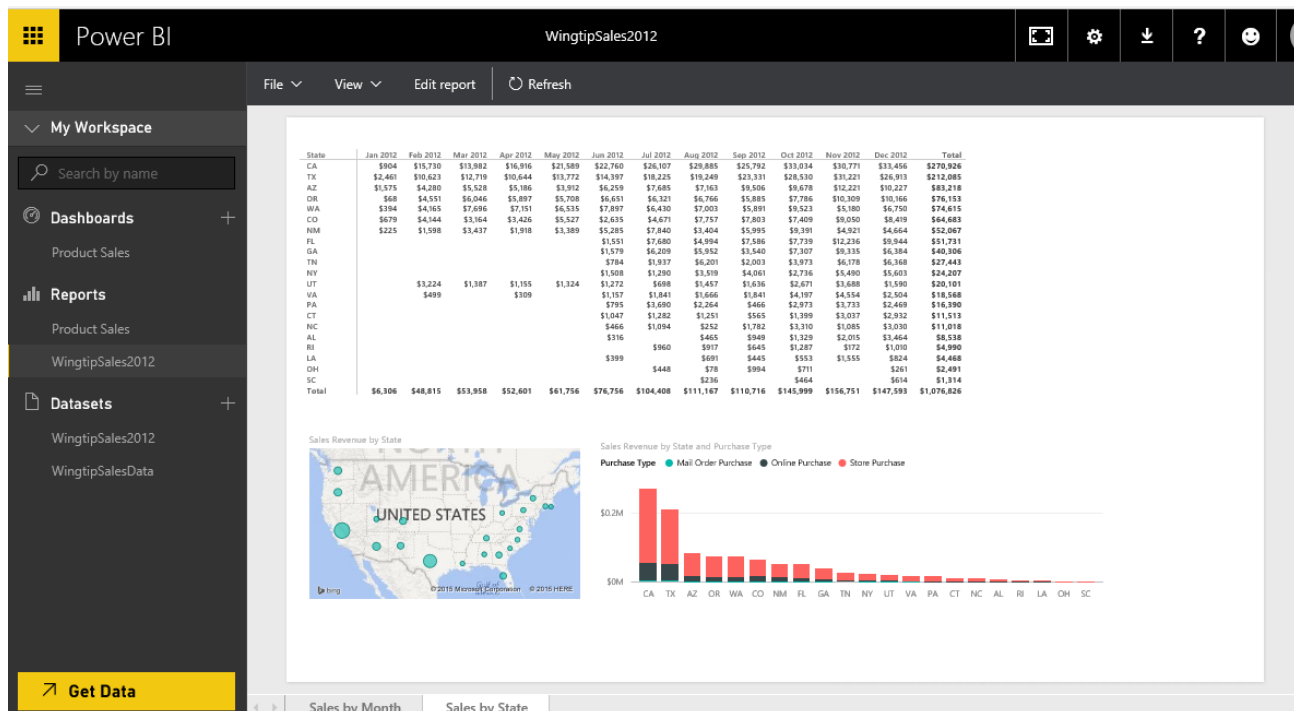 Power BI
WingtipSales2012
File View Edit report Refresh
My Workspace
Search by name
Dashboards
Product Sales
Reports
Product Sales
WingtipSales2012
Datasets
WingtipSales2012
WingtipSalesData
Get Data
State Jan 2012 Feb 2012 Mar 2012 Apr 2012 May 2012 Jun 2012 Jul 2012 Aug 2012 Sep 2012 Oct 2012 Nov 2012 Dec 2012 Total
CA $904 $15,730 $13,982 $16,916 $21,589 $22,760 $26,107 $29,885 $25,792 $33,034 $30,771 $33,456 $270,926
TX $2,461 $10,623 $12,719 $10,644 $13,772 $14,397 $18,225 $19,249 $23,331 $28,530 $31,221 $26,913 $212,085
AZ $1,575 $4,280 $5,528 $5,186 $3,912 $6,259 $7,685 $7,163 $9,506 $9,678 $12,221 $10,227 $83,218
OR $68 $4,551 $6,046 $5,897 $5,708 $6,651 $6,321 $6,766 $5,885 $7,786 $10,309 $10,166 $76,153
WA $394 $4,165 $7,696 $7,151 $6,535 $7,897 $6,430 $7,003 $5,891 $9,523 $5,180 $6,750 $74,615
CO $679 $4,144 $3,164 $3,426 $5,527 $2,635 $4,671 $7,757 $7,803 $7,409 $9,050 $8,419 $64,683
NM $225 $1,598 $3,437 $1,918 $3,389 $5,285 $7,840 $3,404 $5,995 $9,391 $4,921 $4,664 $52,067
FL $1,551 $7,680 $4,994 $7,586 $7,739 $12,236 $9,944 $51,731
GA $1,579 $6,209 $5,952 $3,540 $7,307 $9,335 $6,384 $40,306
TN $784 $1,937 $6,201 $2,003 $3,973 $6,178 $6,368 $27,443
NY $1,508 $1,290 $3,519 $4,061 $2,736 $5,490 $5,603 $24,207
UT $3,224 $1,387 $1,155 $1,324 $1,272 $698 $1,457 $1,636 $2,671 $3,688 $1,590 $20,101
VA $499 $309 $1,157 $1,841 $1,666 $1,841 $4,197 $4,554 $2,504 $18,568
PA $795 $3,690 $2,264 $466 $2,973 $3,733 $2,469 $16,390
CT $1,047 $1,282 $1,251 $565 $1,399 $3,037 $2,932 $11,513
NC $466 $1,094 $252 $1,782 $3,310 $1,085 $3,030 $11,018
AL $316 $465 $949 $1,329 $2,015 $3,464 $8,538
RI $960 $917 $645 $1,287 $172 $1,010 $4,990
LA $399 $691 $445 $553 $1,555 $824 $4,468
OH $448 $78 $994 $711 $261 $2,491
SC $236 $464 $614 $1,314
Total $6,306 $48,815 $53,958 $52,601 $61,756 $76,756 $104,408 $111,167 $110,716 $145,999 $156,751 $147,593 $1,076,826
Sales Revenue by State
AMERICA
UNITED STATES
bing
© 2015 Microsoft Corporation © 2015 HERE
Sales Revenue by State and Purchase Type
Purchase Type Mail Order Purchase Online Purchase Store Purchase
$0.2M
$0M
CA TX AZ OR WA CO NM FL GA TN NY UT VA PA CT NC AL RI LA OH SC
Sales by Month Sales by State